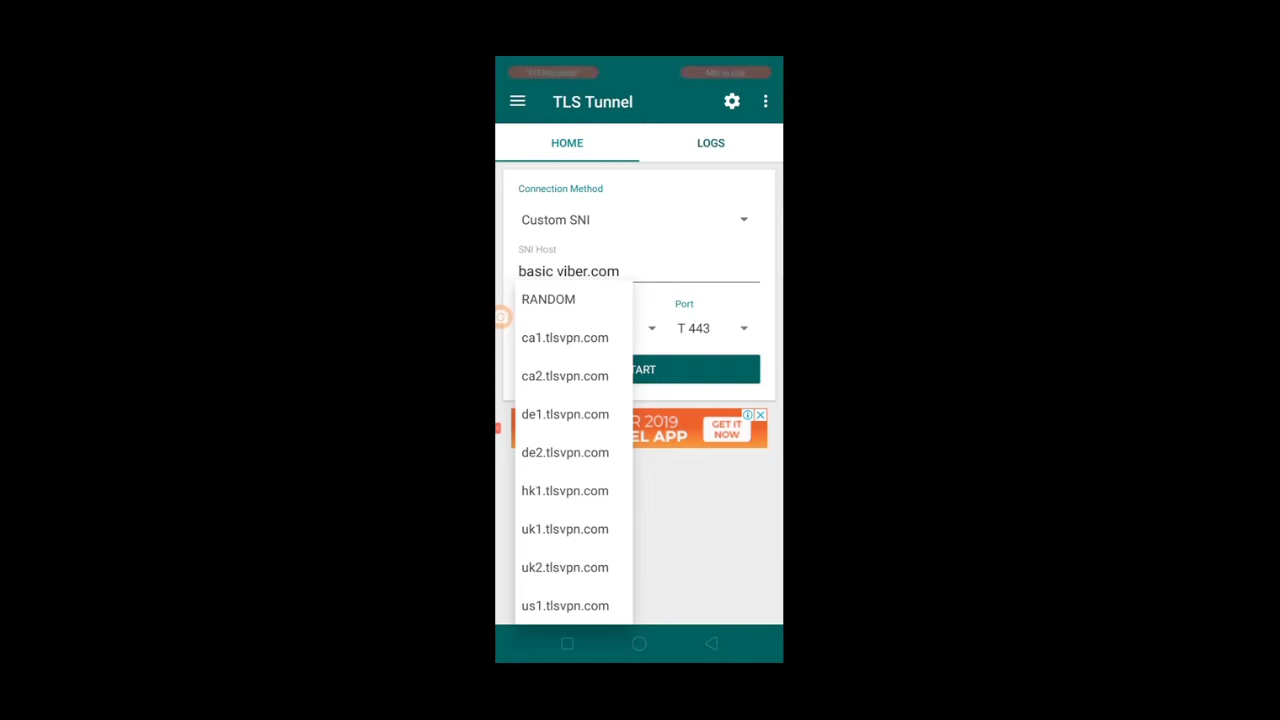 TLS Tunnel
HOME
LOGS
Connection Method
Custom SNI
SNI Host
basic viber.com
RANDOM
Port
T 443
ca1.tlsvpn.com
ca2.tlsvpn.com
de1.tlsvpn.com
de2.tlsvpn.com
hk1.tlsvpn.com
uk1.tlsvpn.com
uk2.tlsvpn.com
us1.tlsvpn.com
TART
R 2019
EL APP
GET IT
NOW